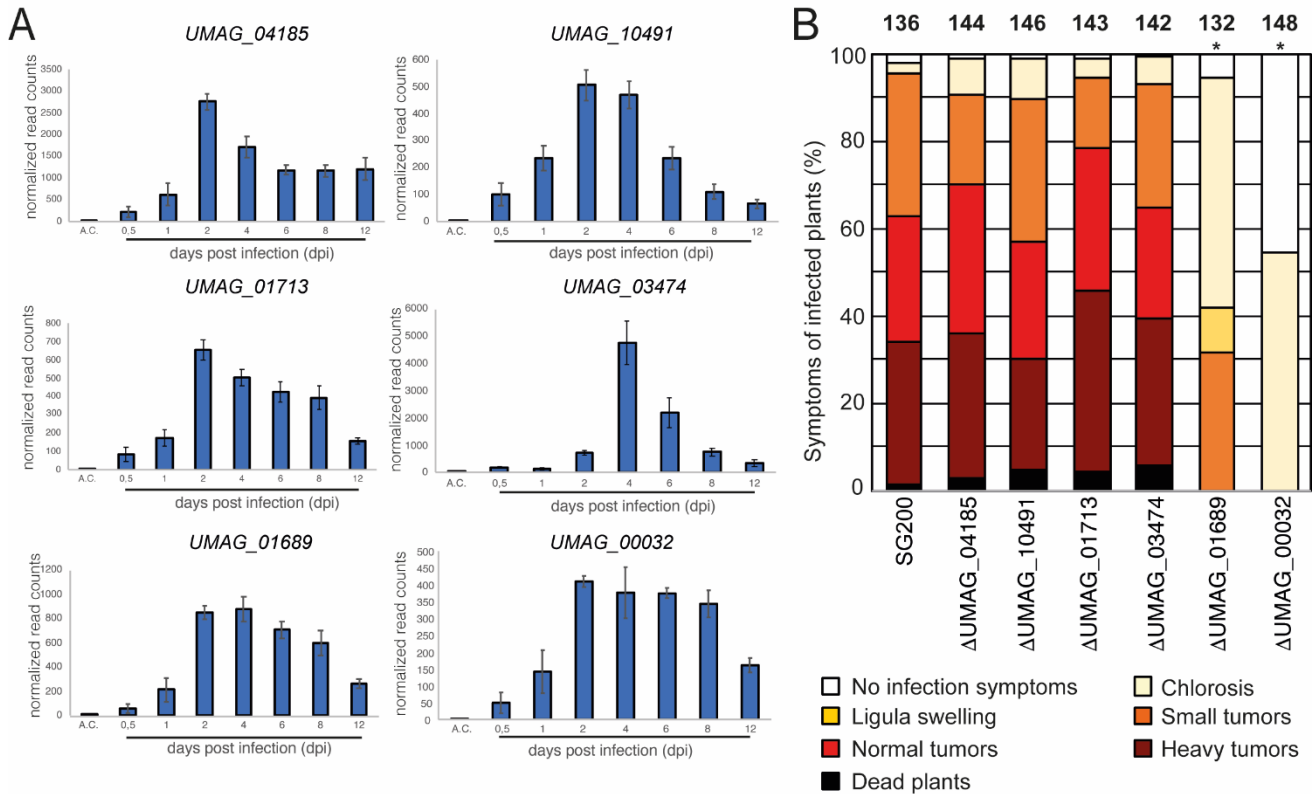 A
UMAG_04185
normalized read counts
3500
3000
2500
2000
1500
1000
500
0
A.C. 0,5 1 2 4 6 8 12
days post infection (dpi)
UMAG_10491
normalized read counts
600
500
400
300
200
100
0
A.C. 0,5 1 2 4 6 8 12
days post infection (dpi)
UMAG_01713
normalized read counts
800
700
600
500
400
300
200
100
0
A.C. 0,5 1 2 4 6 8 12
days post infection (dpi)
UMAG_03474
normalized read counts
6000
5000
4000
3000
2000
1000
0
A.C. 0,5 1 2 4 6 8 12
days post infection (dpi)
UMAG_01689
normalized read counts
1200
1000
800
600
400
200
0
A.C. 0,5 1 2 4 6 8 12
days post infection (dpi)
UMAG_00032
normalized read counts
500
450
400
350
300
250
200
150
100
50
0
A.C. 0,5 1 2 4 6 8 12
days post infection (dpi)
B
136 144 146 143 142 132 148
* *
Symptoms of infected plants (%)
100
80
60
40
20
0
SG200
ΔUMAG_04185
ΔUMAG_10491
ΔUMAG_01713
ΔUMAG_03474
ΔUMAG_01689
ΔUMAG_00032
No infection symptoms
Chlorosis
Ligula swelling
Small tumors
Normal tumors
Heavy tumors
Dead plants